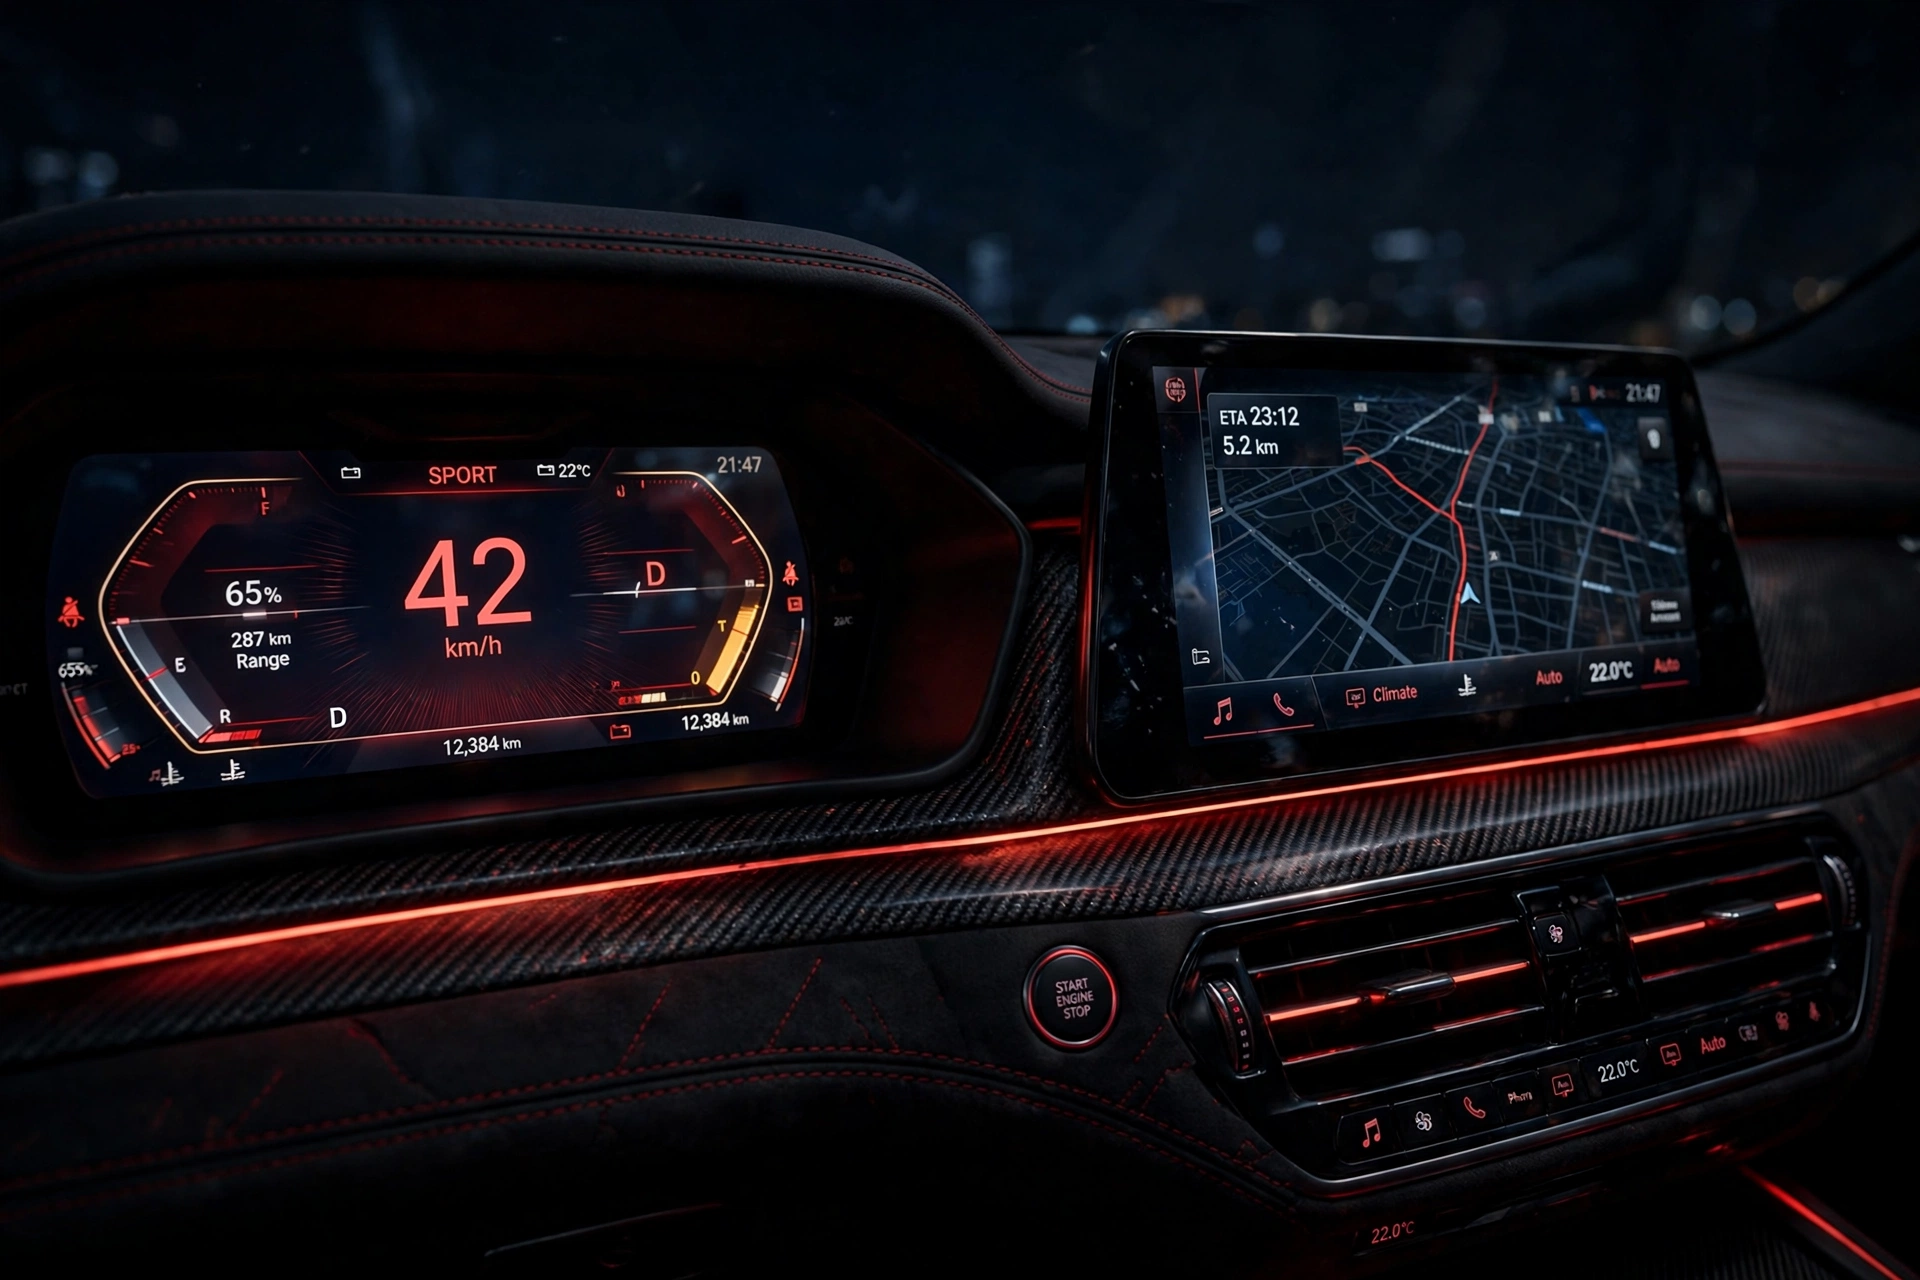 SPORT
22°C
21:47
F
65%
287 km
Range
E
R
D
42
km/h
D
T
0
12,384 km
12,384 km
655%
25+
ETA 23:12
5.2 km
21:47
Climate
Auto
22.0°C
Auto
START
ENGINE
STOP
22.0°C
Auto
22.0°C